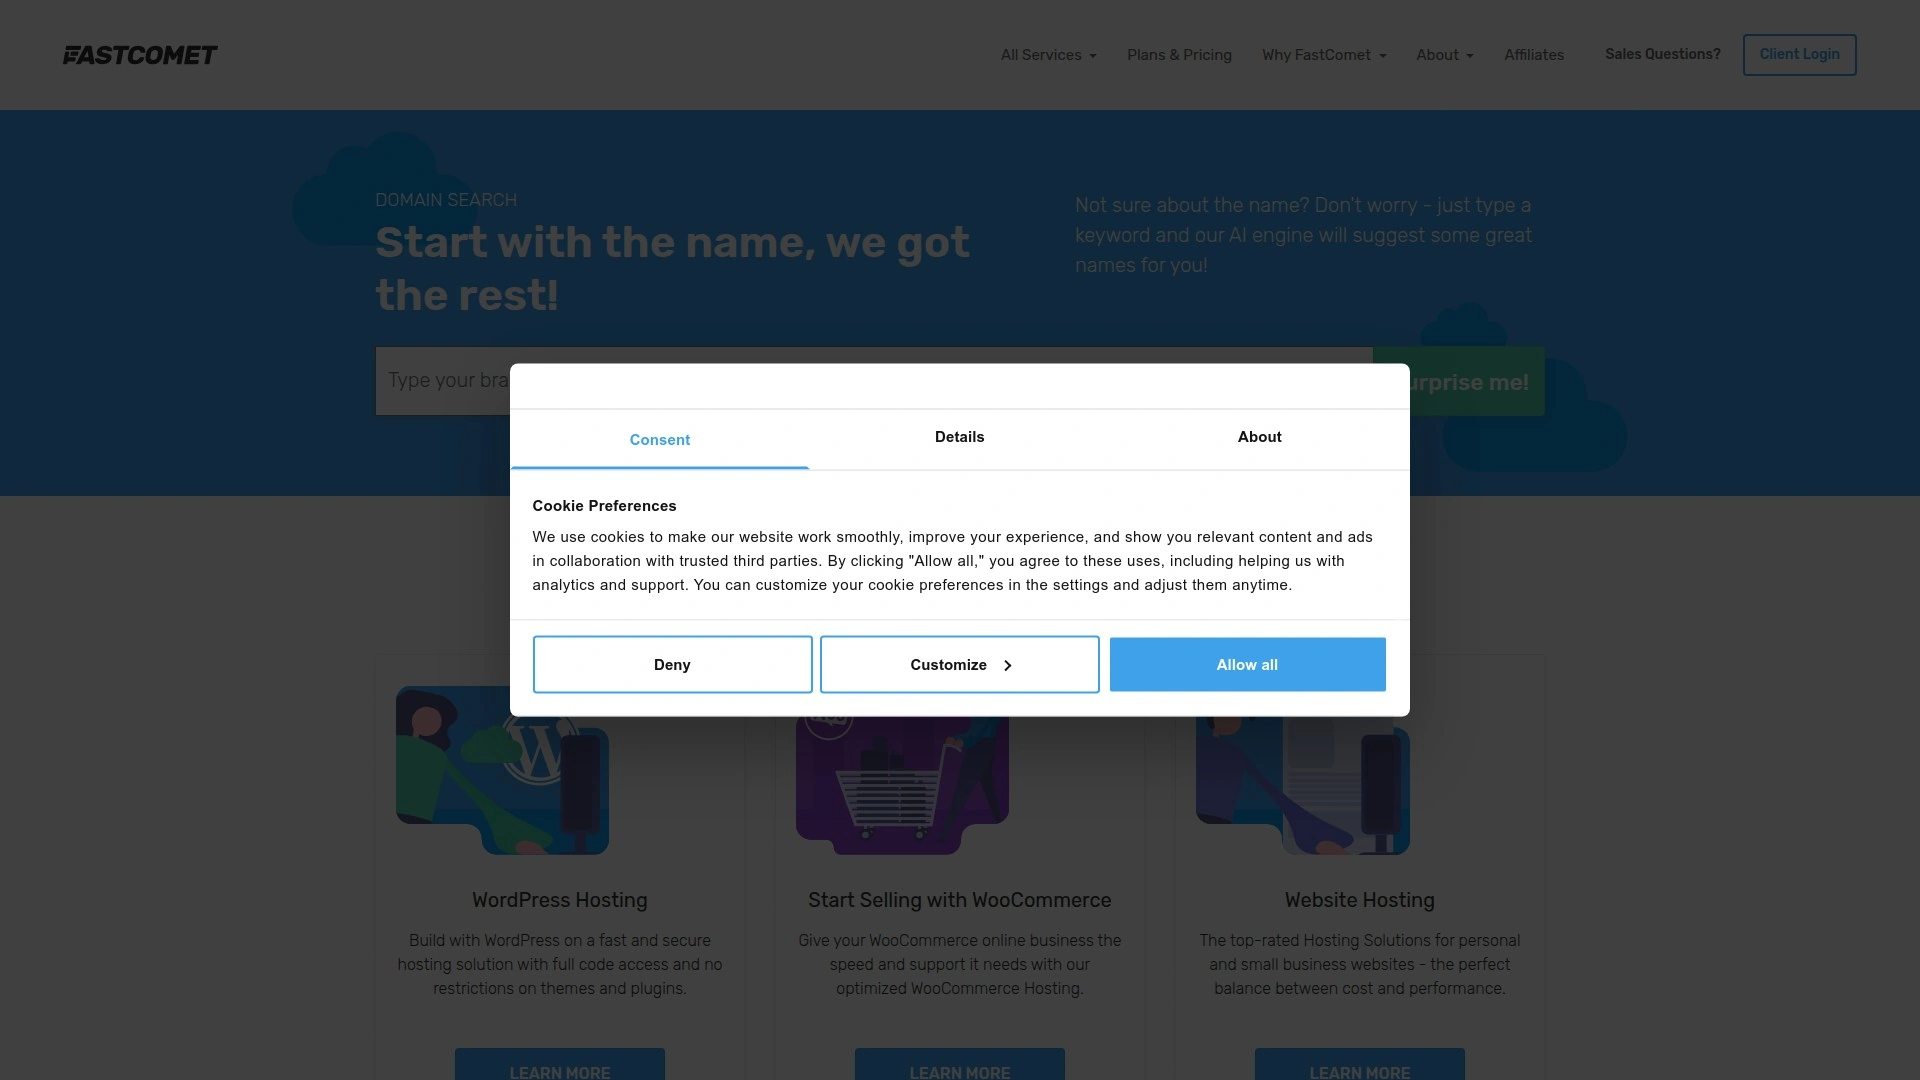 FASTCOMET
All Services
Plans & Pricing
Why FastComet
About
Affiliates
Sales Questions?
Client Login
DOMAIN SEARCH
Start with the name, we got
the rest!
Not sure about the name? Don't worry - just type a
keyword and our AI engine will suggest some great
names for you!
Type your bra
urprise me!
Consent
Details
About
Cookie Preferences
We use cookies to make our website work smoothly, improve your experience, and show you relevant content and ads
in collaboration with trusted third parties. By clicking "Allow all," you agree to these uses, including helping us with
analytics and support. You can customize your cookie preferences in the settings and adjust them anytime.
Deny
Customize
Allow all
WordPress Hosting
Build with WordPress on a fast and secure
hosting solution with full code access and no
restrictions on themes and plugins.
LEARN MORE
Start Selling with WooCommerce
Give your WooCommerce online business the
speed and support it needs with our
optimized WooCommerce Hosting.
LEARN MORE
Website Hosting
The top-rated Hosting Solutions for personal
and small business websites - the perfect
balance between cost and performance.
LEARN MORE